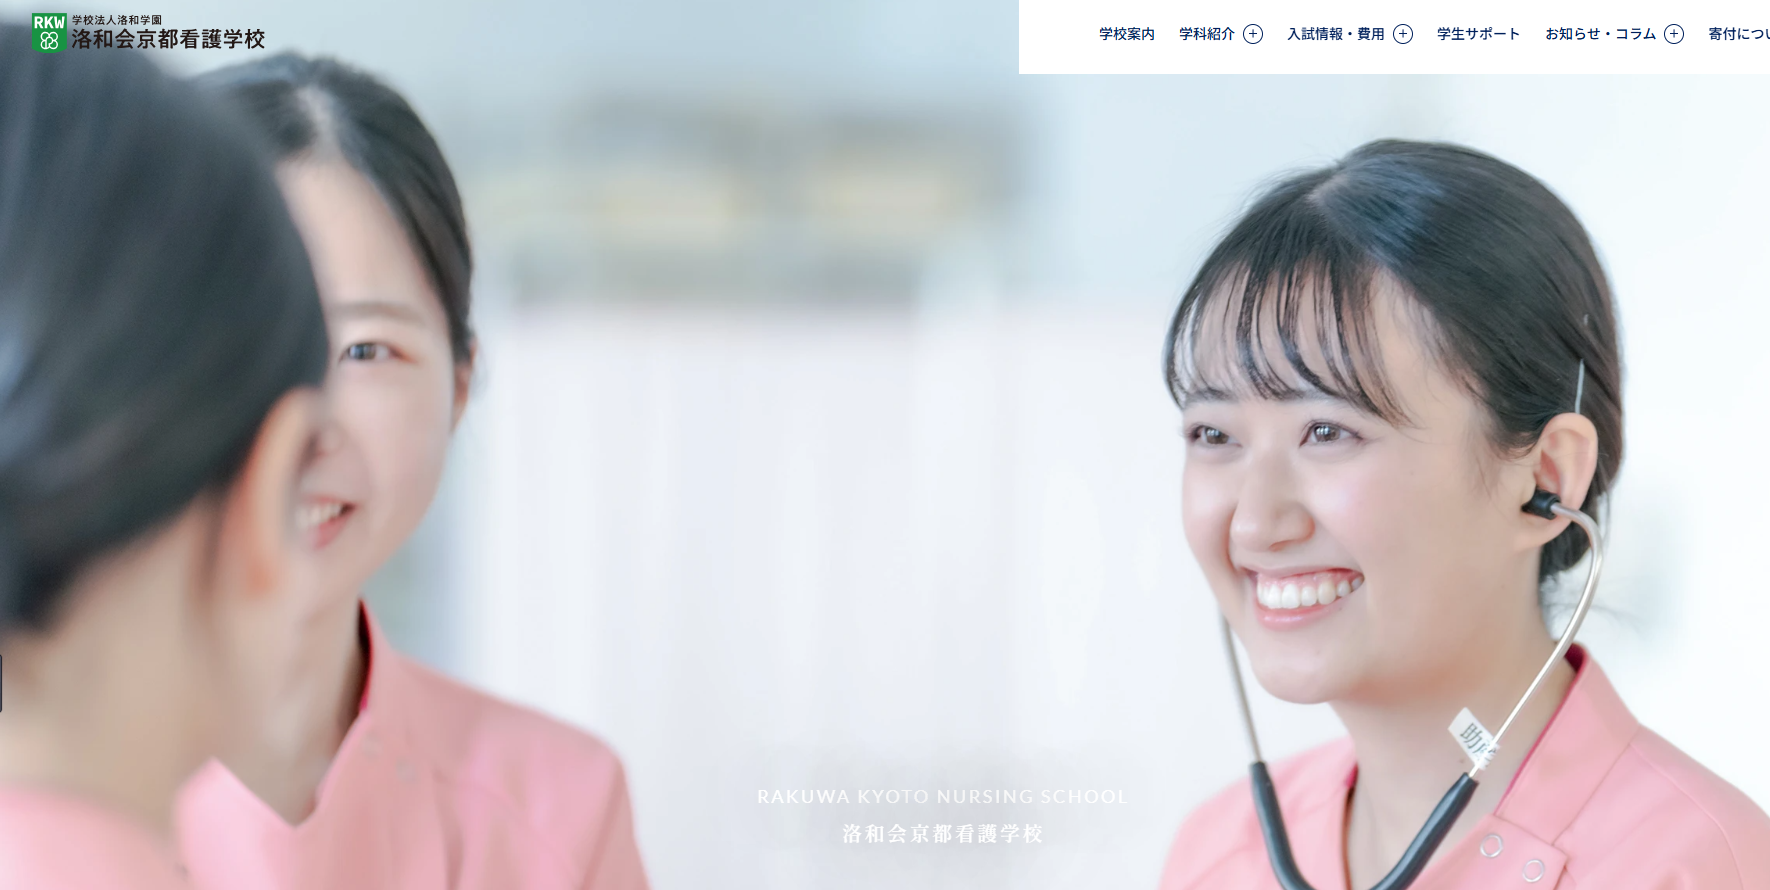 RKW
学校法人洛和学園
洛和会京都看護学校
学校案内 学科紹介 入試情報・費用 学生サポート お知らせ・コラム 寄付につい
助産
RAKUWA KYOTO NURSING SCHOOL
洛和会京都看護学校